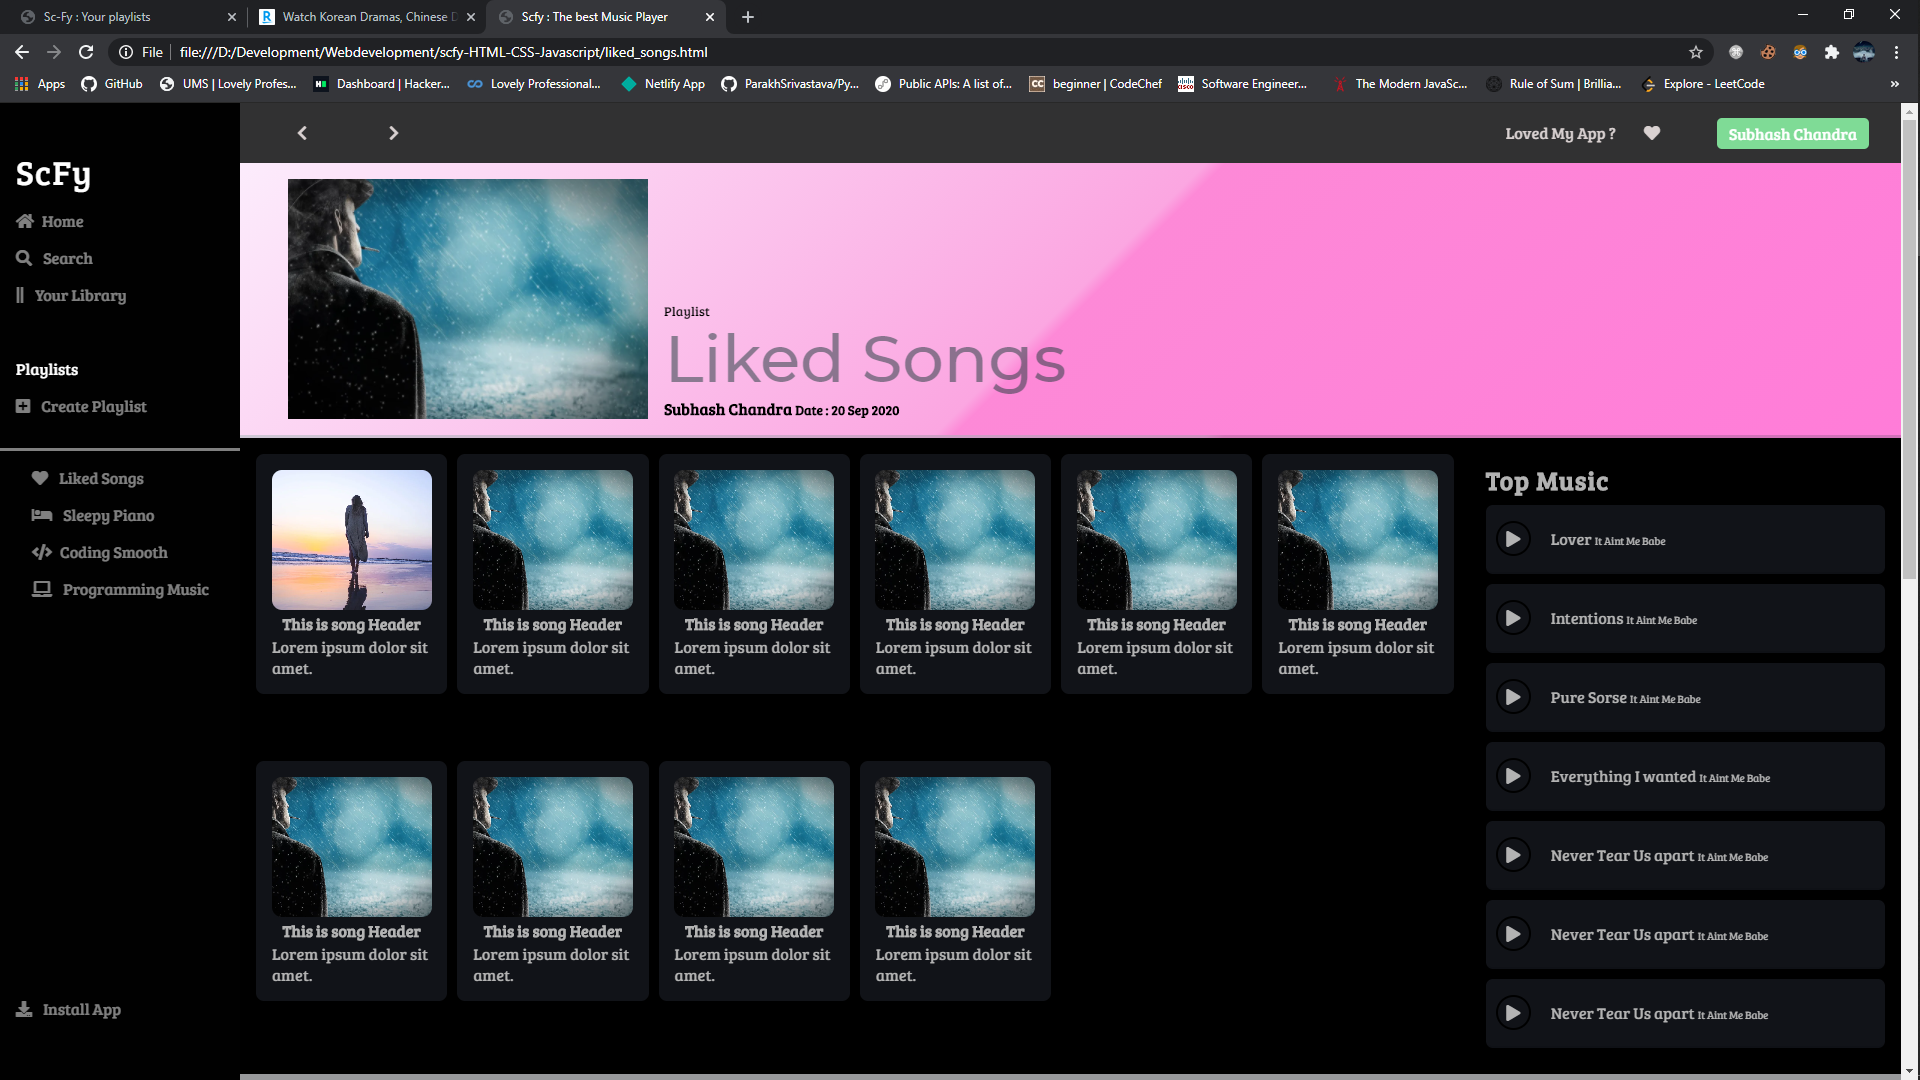 Sc-Fy : Your playlists
Watch Korean Dramas, Chinese D
Scfy : The best Music Player
File
file:///D:/Development/Webdevelopment/scfy-HTML-CSS-Javascript/liked_songs.html
Apps
GitHub
UMS | Lovely Profes...
Dashboard | Hacker...
Lovely Professional...
Netlify App
ParakhSrivastava/Py...
Public APIs: A list of...
beginner | CodeChef
Software Engineer...
The Modern JavaSc...
Rule of Sum | Brillia...
Explore - LeetCode
»
Loved My App ?
Subhash Chandra
ScFy
Home
Search
Your Library
Playlists
Create Playlist
Liked Songs
Sleepy Piano
Coding Smooth
Programming Music
Install App
Playlist
Liked Songs
Subhash Chandra Date : 20 Sep 2020
This is song Header
Lorem ipsum dolor sit
amet.
This is song Header
Lorem ipsum dolor sit
amet.
This is song Header
Lorem ipsum dolor sit
amet.
This is song Header
Lorem ipsum dolor sit
amet.
This is song Header
Lorem ipsum dolor sit
amet.
This is song Header
Lorem ipsum dolor sit
amet.
This is song Header
Lorem ipsum dolor sit
amet.
This is song Header
Lorem ipsum dolor sit
amet.
This is song Header
Lorem ipsum dolor sit
amet.
This is song Header
Lorem ipsum dolor sit
amet.
Top Music
Lover It Aint Me Babe
Intentions It Aint Me Babe
Pure Sorse It Aint Me Babe
Everything I wanted It Aint Me Babe
Never Tear Us apart It Aint Me Babe
Never Tear Us apart It Aint Me Babe
Never Tear Us apart It Aint Me Babe